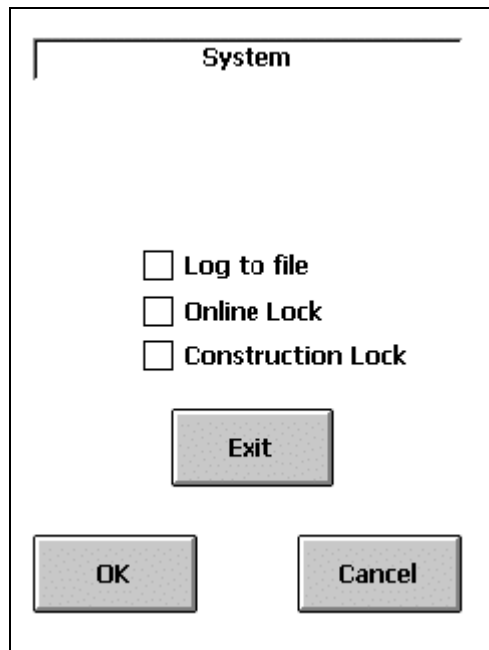 System
Log to file
Online Lock
Construction Lock
Exit
OK
Cancel